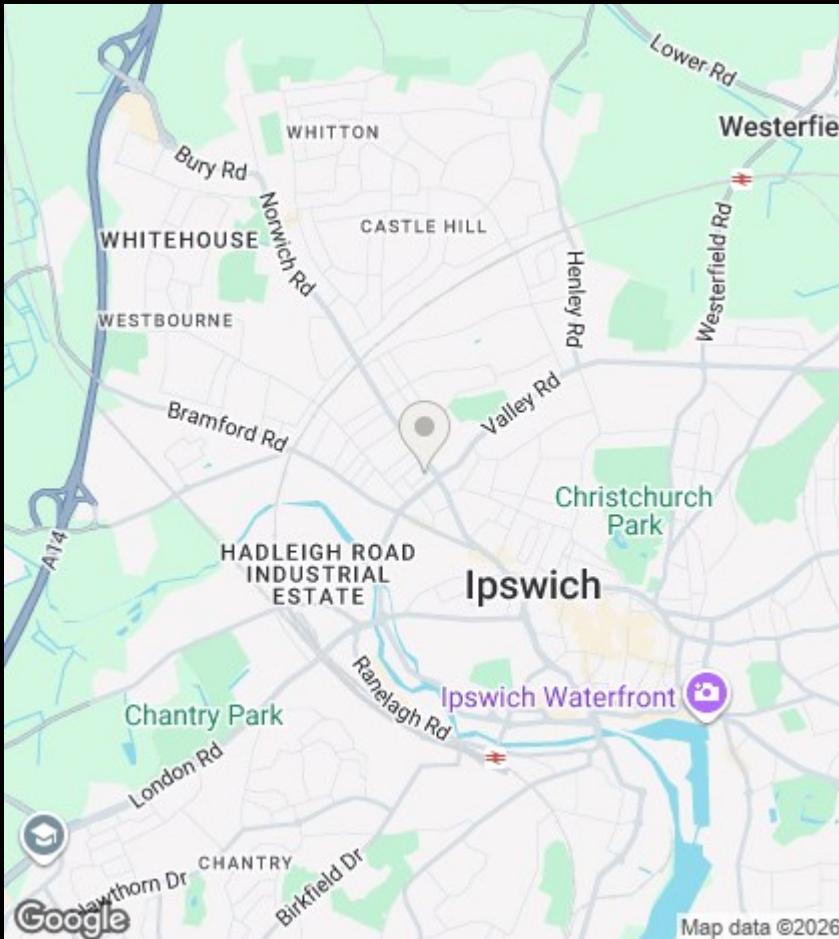 Lower Rd
Westerfie
WHITTON
Bury Rd
Norwich Rd
CASTLE HILL
WHITEHOUSE
Henley Rd
Westerfield Rd
WESTBOURNE
Bramford Rd
Valley Rd
Christchurch
Park
A14
HADLEIGH ROAD
INDUSTRIAL
ESTATE
Ipswich
Ranelagh Rd
Ipswich Waterfront
Chantry Park
London Rd
CHANTRY
Birkfield Dr
Hawthorn Dr
Google
Map data ©2026